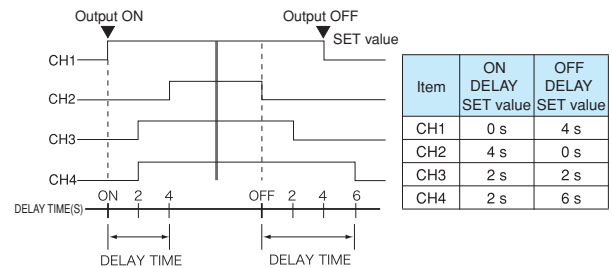 Output ON
Output OFF
SET value
CH1
CH2
CH3
CH4
ON 2 4 OFF 2 4 6
DELAY TIME(S)
DELAY TIME
DELAY TIME
Item ON DELAY SET value OFF DELAY SET value
CH1 0 s 4 s
CH2 4 s 0 s
CH3 2 s 2 s
CH4 2 s 6 s